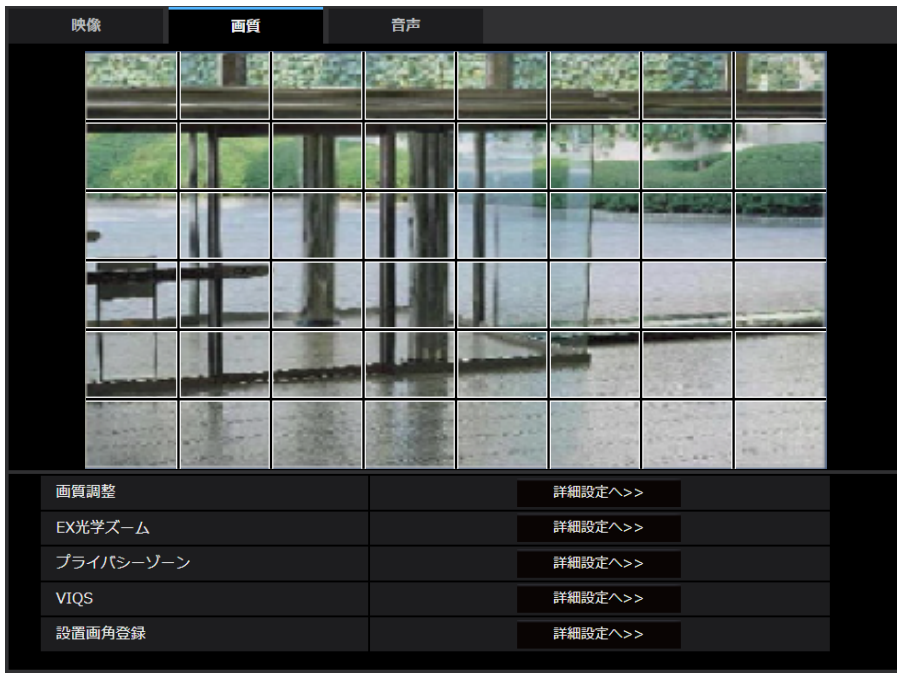 映像 画質 音声
画質調整 詳細設定へ>>
EX光学ズーム 詳細設定へ>>
プライバシーゾーン 詳細設定へ>>
VIQS 詳細設定へ>>
設置画角登録 詳細設定へ>>